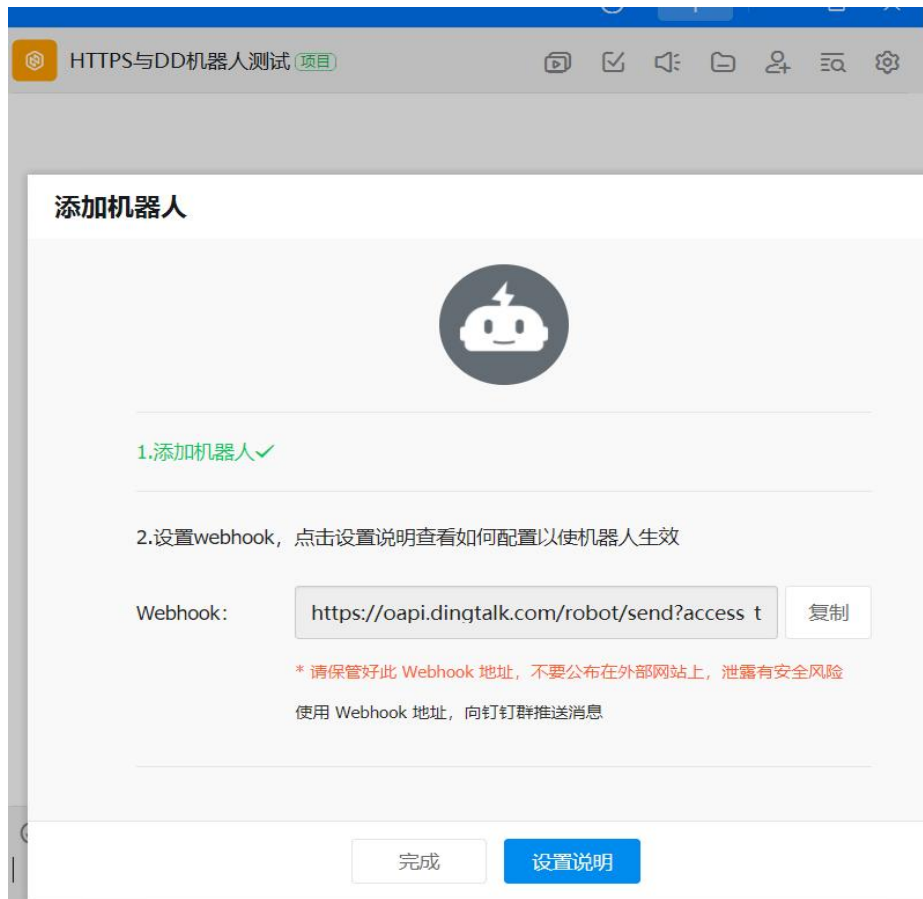 HTTPS与DD机器人测试 项目
添加机器人
1.添加机器人
2.设置webhook，点击设置说明查看如何配置以使机器人生效
Webhook： https://oapi.dingtalk.com/robot/send?access_t 复制
* 请保管好此 Webhook 地址，不要公布在外部网站上，泄露有安全风险
使用 Webhook 地址，向钉钉群推送消息
完成 设置说明